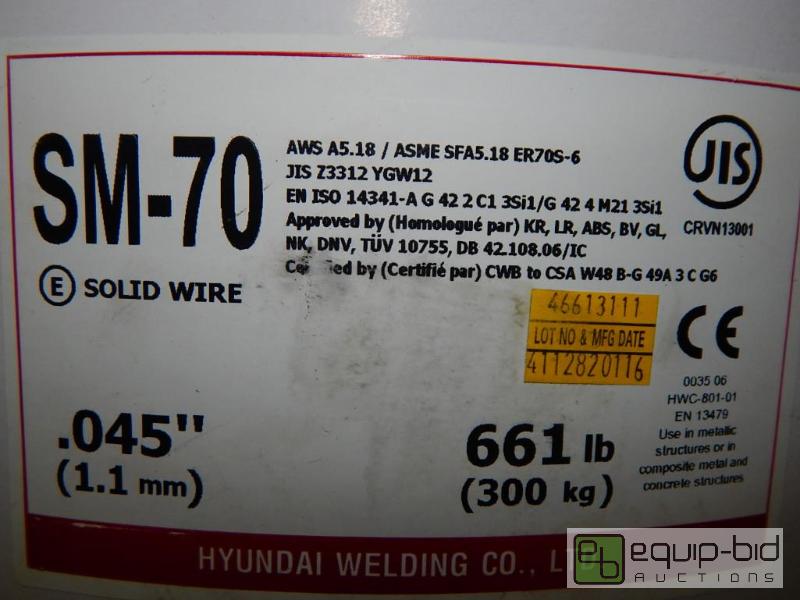 SM-70
E SOLID WIRE
AWS A5.18 / ASME SFA5.18 ER70S-6
JIS Z3312 YGW12
EN ISO 14341-A G 42 2 C1 3Si1/G 42 4 M21 3Si1
Approved by (Homologué par) KR, LR, ABS, BV, GL,
NK, DNV, TÜV 10755, DB 42.108.06/IC
by (Certifié par) CWB to CSA W48 B-G 49A 3 C G6
JIS
CRVN13001
46613111
LOT NO & MFG DATE
4112820116
CE
0035 06
HWC-801-01
EN 13479
Use in metallic
structures or in
composite metal and
concrete structures
.045"
(1.1 mm)
661 lb
(300 kg)
HYUNDAI WELDING CO.,
eb equip-bid
AUCTIONS